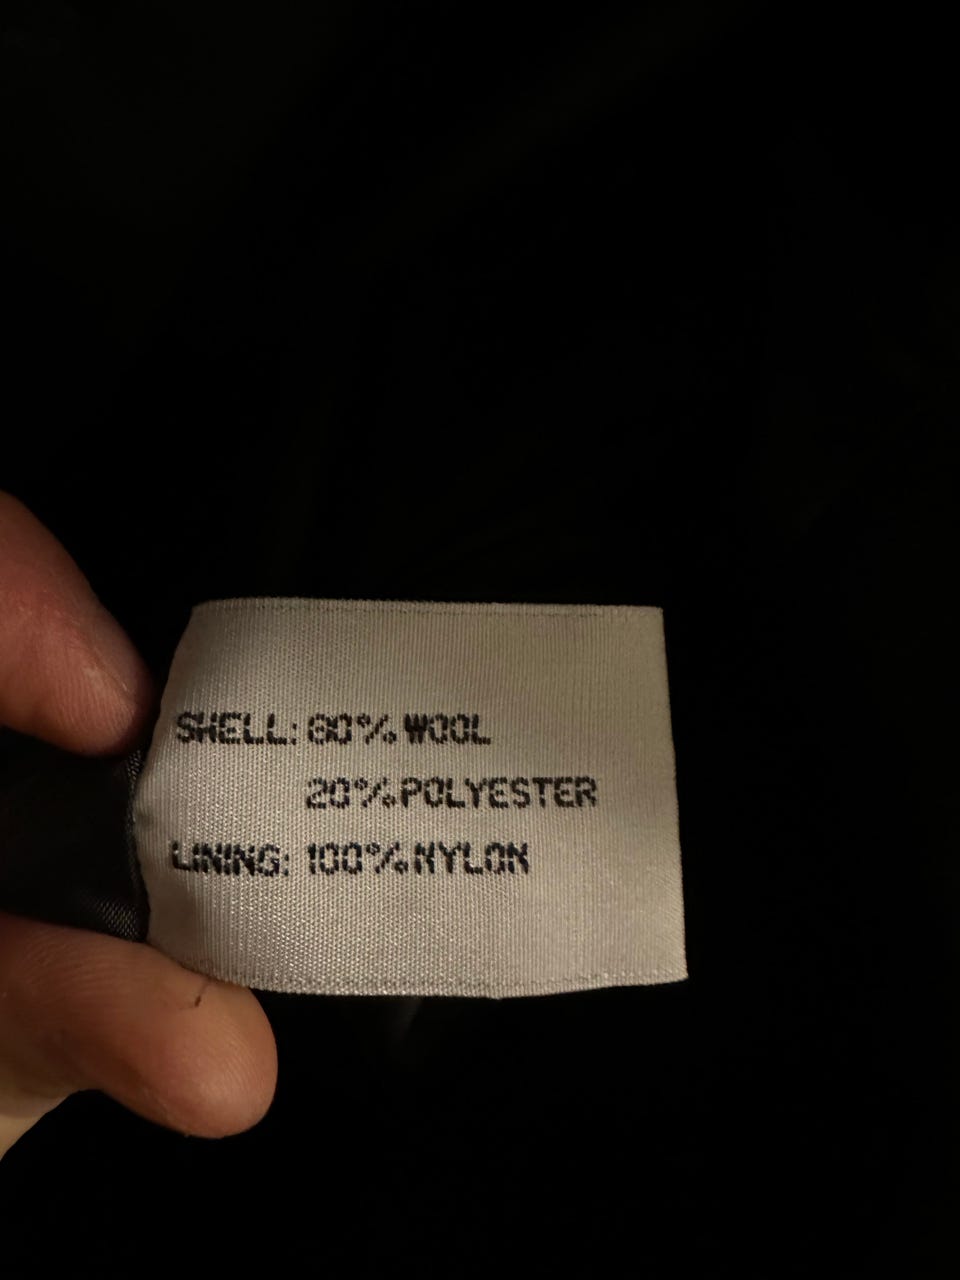 SHELL: 80% WOOL
20% POLYESTER
LINING: 100% NYLON